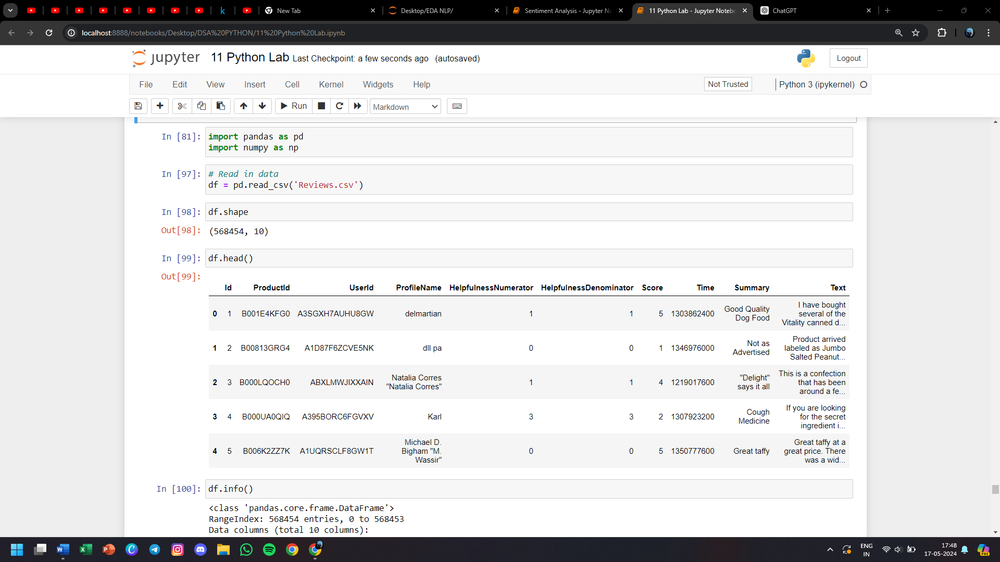 New Tab
Desktop/EDA NLP/
Sentiment Analysis - Jupyter No
11 Python Lab - Jupyter Notebo
ChatGPT
localhost:8888/notebooks/Desktop/DSA%20PYTHON/11%20Python%20Lab.ipynb
jupyter 11 Python Lab Last Checkpoint: a few seconds ago (autosaved)
Logout
File Edit View Insert Cell Kernel Widgets Help
Not Trusted
Python 3 (ipykernel)
Run
Markdown
In [81]: import pandas as pd
import numpy as np
In [97]: # Read in data
df = pd.read_csv('Reviews.csv')
In [98]: df.shape
Out[98]: (568454, 10)
In [99]: df.head()
Out[99]:
Id ProductId UserId ProfileName HelpfulnessNumerator HelpfulnessDenominator Score Time Summary Text
0 1 B001E4KFG0 A3SGXH7AUHU8GW delmartian 1 1 5 1303862400 Good Quality Dog Food I have bought several of the Vitality canned d...
1 2 B00813GRG4 A1D87F6ZCVE5NK dll pa 0 0 1 1346976000 Not as Advertised Product arrived labeled as Jumbo Salted Peanut...
2 3 B000LQOCH0 ABXLMWJIXXAIN Natalia Corres "Natalia Corres" 1 1 4 1219017600 "Delight" says it all This is a confection that has been around a fe...
3 4 B000UA0QIQ A395BORC6FGVXV Karl 3 3 2 1307923200 Cough Medicine If you are looking for the secret ingredient i...
4 5 B006K2ZZ7K A1UQRSCLF8GW1T Michael D. Bigham "M. Wassir" 0 0 5 1350777600 Great taffy Great taffy at a great price. There was a wid...
In [100]: df.info()
<class 'pandas.core.frame.DataFrame'>
RangeIndex: 568454 entries, 0 to 568453
Data columns (total 10 columns):
ENG
IN
17:48
17-05-2024
PRE